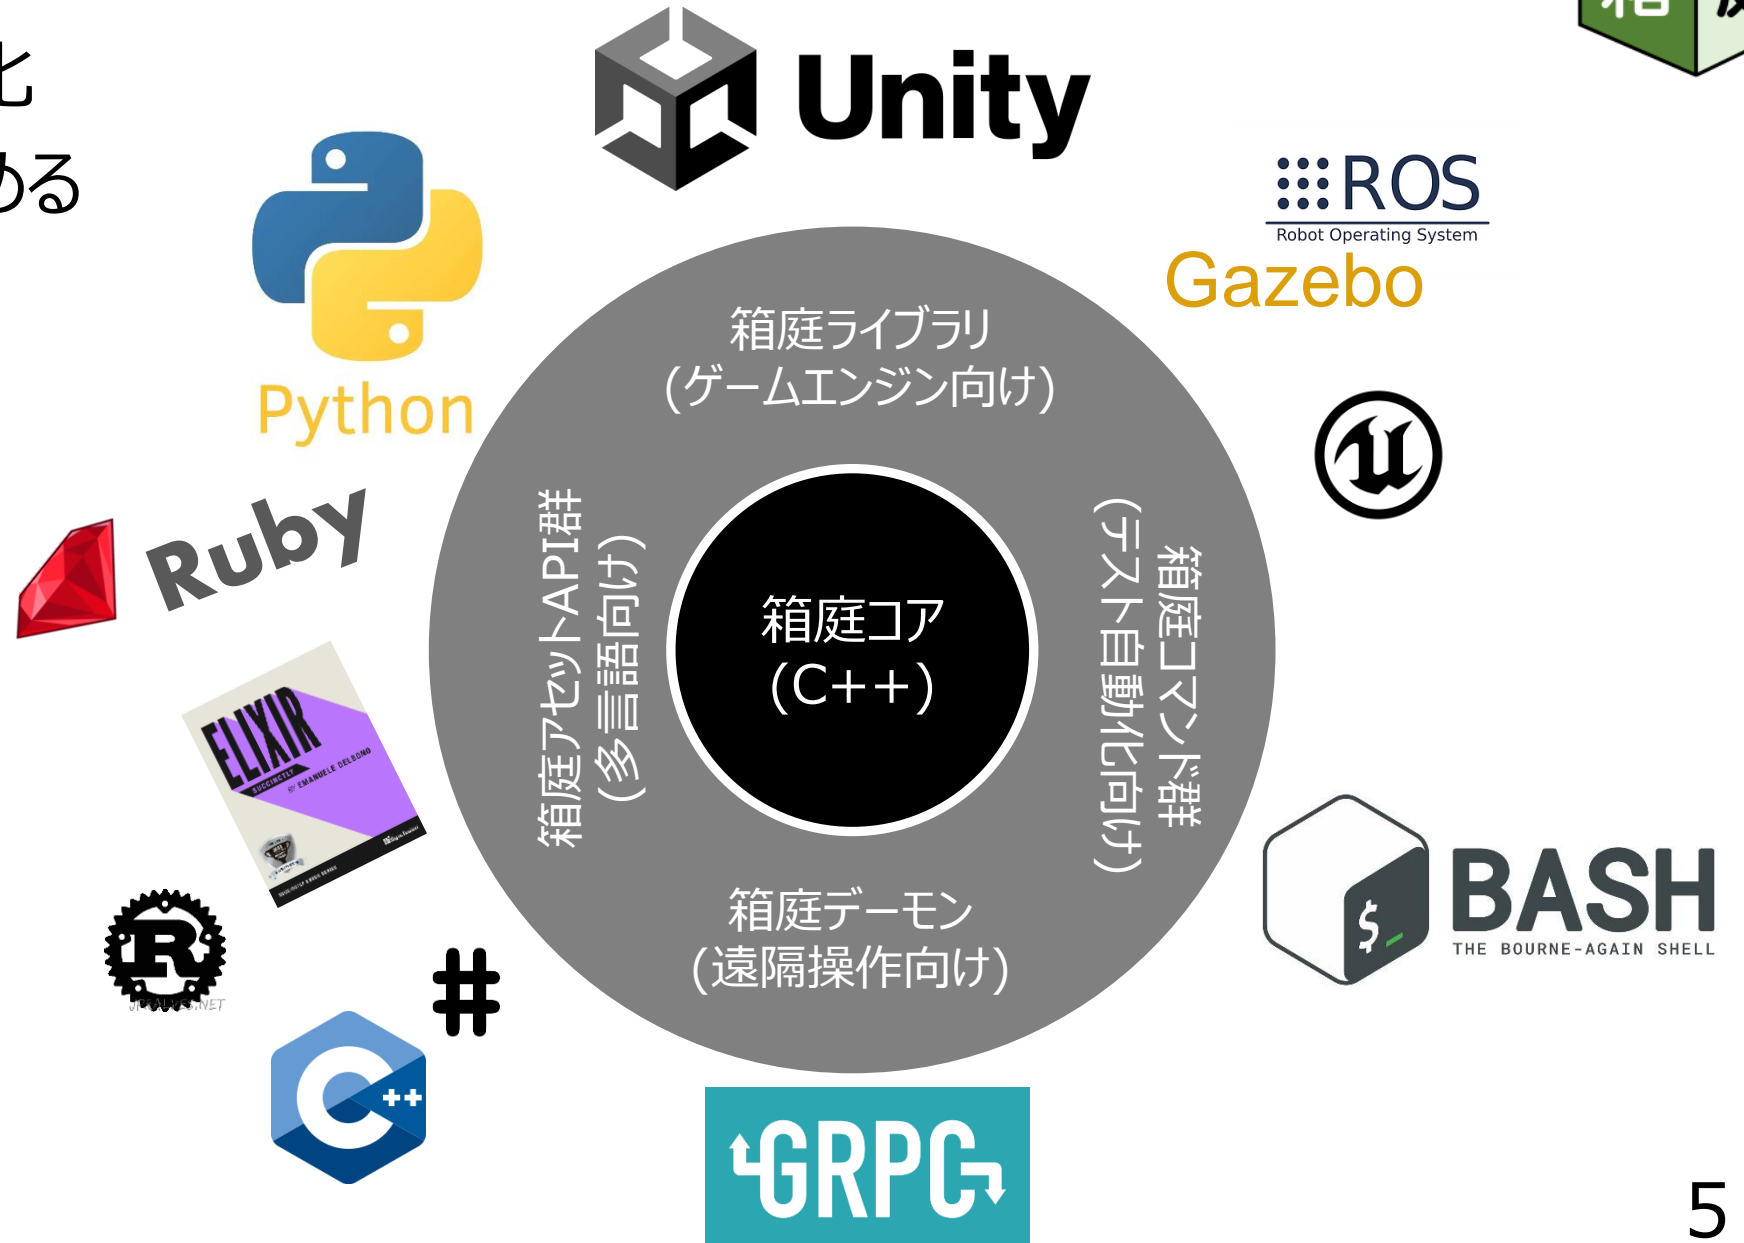 化
める
箱
Unity
Python
ROS
Robot Operating System
Gazebo
箱庭ライブラリ
(ゲームエンジン向け)
Ruby
箱庭アセットAPI群
(多言語向け)
箱庭コア
(C++)
箱庭コマンド群
(テスト自動化向け)
ELIXIR
SUCCINCTLY
BY EMANUELE DELBONO
箱庭デーモン
(遠隔操作向け)
$_
BASH
THE BOURNE-AGAIN SHELL
R
#
C++
GRPC
5